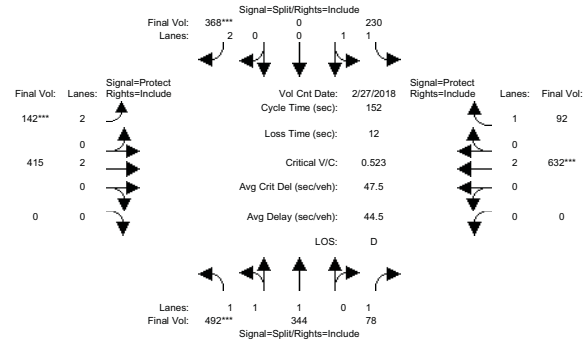 Signal=Split/Rights=Include
Final Vol: 368*** 0 230
Lanes: 2 0 0 1 1
Signal=Protect Signal=Protect
Final Vol: Lanes: Rights=Include Vol Cnt Date: 2/27/2018 Rights=Include Lanes: Final Vol:
Cycle Time (sec): 152
142*** 2 1 92
Loss Time (sec): 12
0 0
415 2 Critical V/C: 0.523 2 632***
0 Avg Crit Del (sec/veh): 47.5 0
0 0 Avg Delay (sec/veh): 44.5 0 0
LOS: D
Lanes: 1 1 1 0 1
Final Vol: 492*** 344 78
Signal=Split/Rights=Include